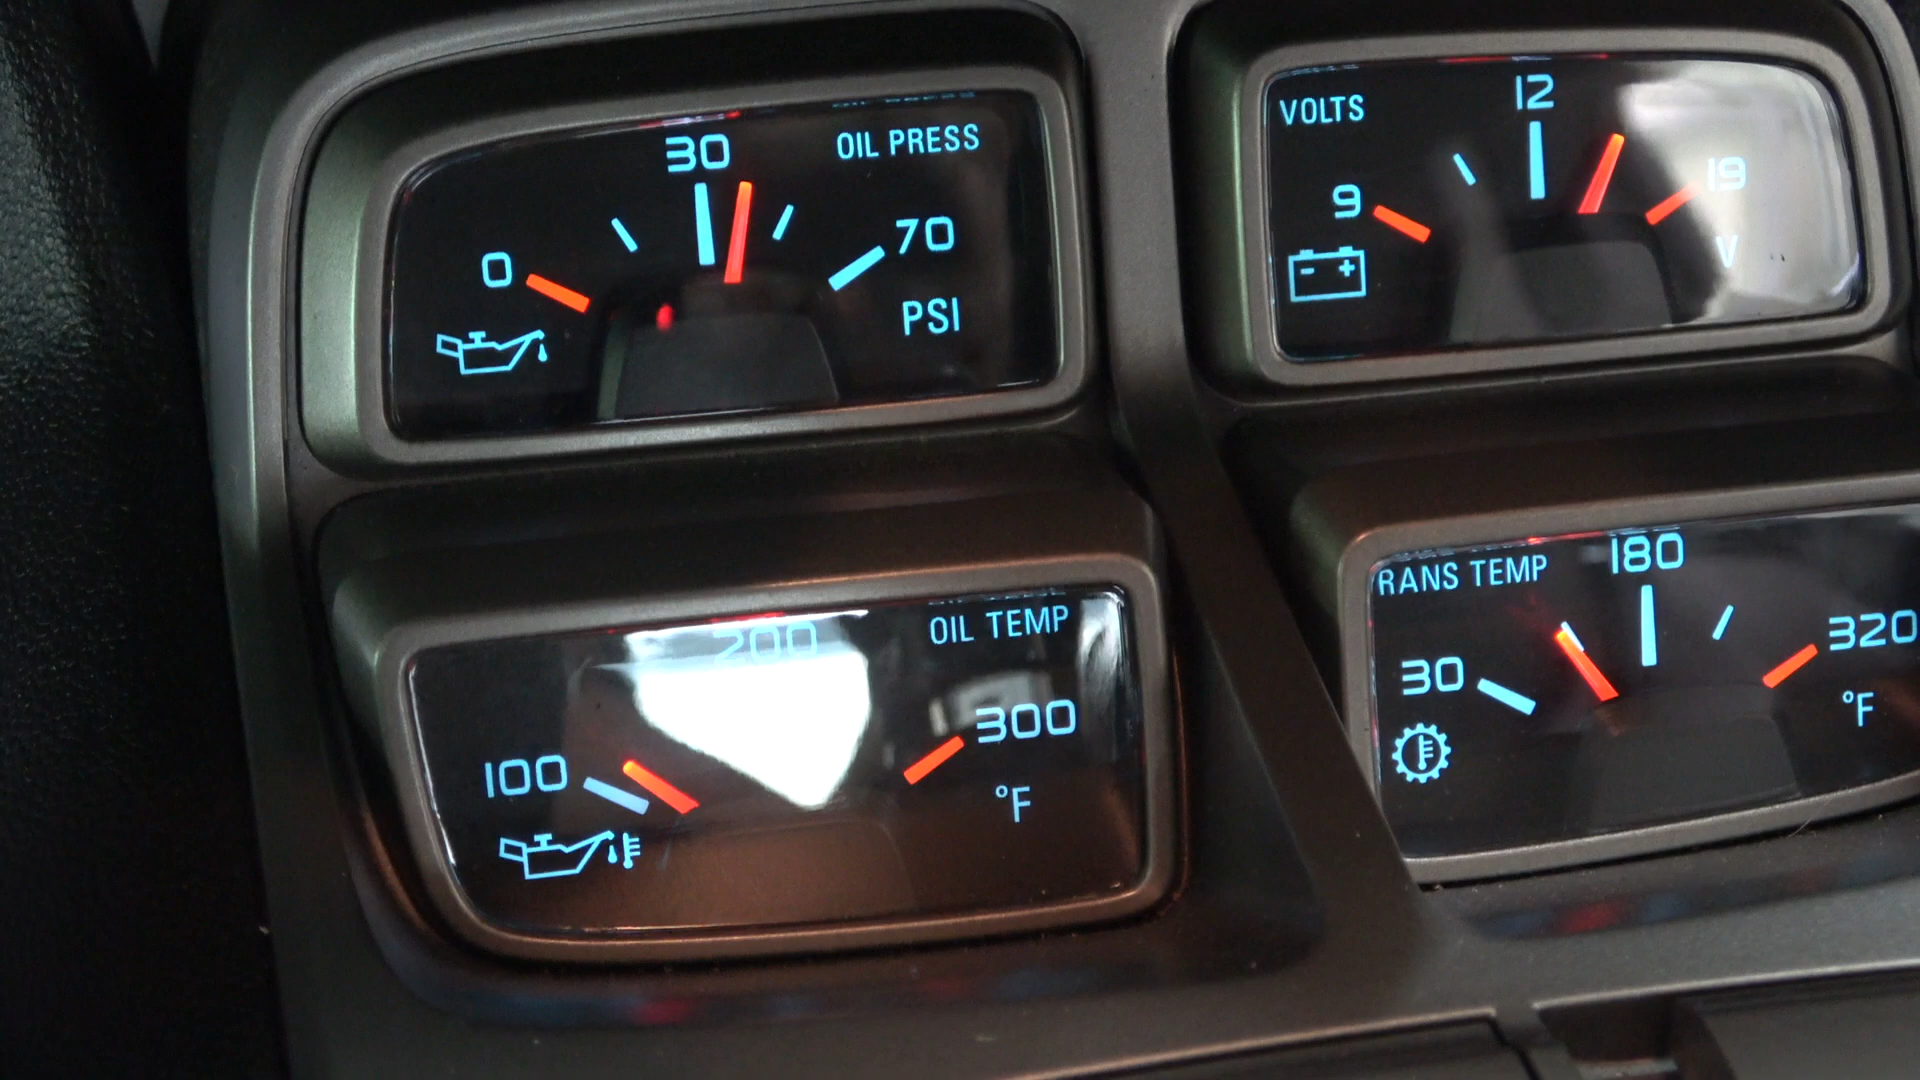 OIL PRESS
30
0
70
PSI
VOLTS
12
9
19
V
OIL TEMP
200
100
300
°F
RANS TEMP
180
30
320
°F